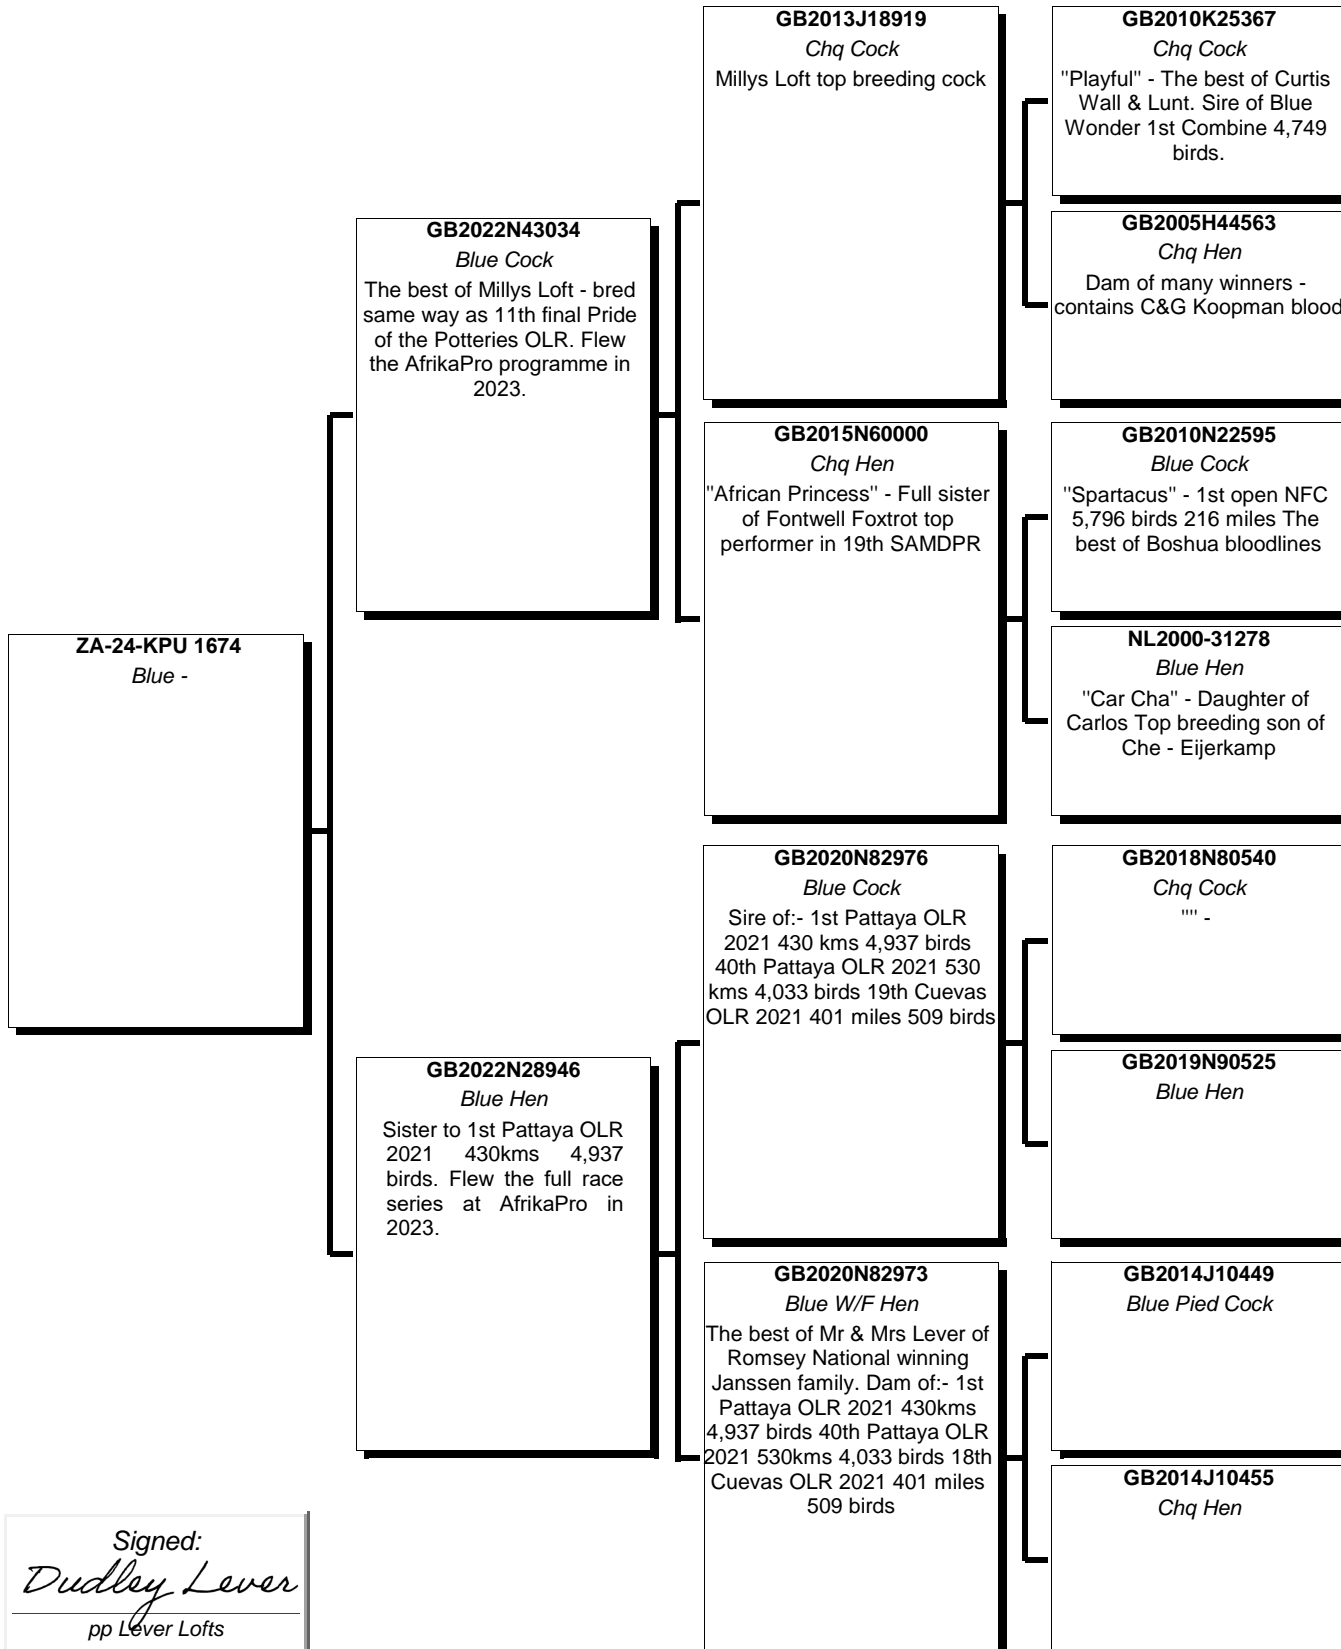 ZA-24-KPU 1674
Blue -
GB2022N43034
Blue Cock
The best of Millys Loft - bred
same way as 11th final Pride
of the Potteries OLR. Flew
the AfrikaPro programme in
2023.
GB2022N28946
Blue Hen
Sister to 1st Pattaya OLR
2021 430kms 4,937
birds. Flew the full race
series at AfrikaPro in
2023.
GB2013J18919
Chq Cock
Millys Loft top breeding cock
GB2015N60000
Chq Hen
"African Princess" - Full sister
of Fontwell Foxtrot top
performer in 19th SAMDPR
GB2020N82976
Blue Cock
Sire of:- 1st Pattaya OLR
2021 430 kms 4,937 birds
40th Pattaya OLR 2021 530
kms 4,033 birds 19th Cuevas
OLR 2021 401 miles 509 birds
GB2020N82973
Blue W/F Hen
The best of Mr & Mrs Lever of
Romsey National winning
Janssen family. Dam of:- 1st
Pattaya OLR 2021 430kms
4,937 birds 40th Pattaya OLR
2021 530kms 4,033 birds 18th
Cuevas OLR 2021 401 miles
509 birds
GB2010K25367
Chq Cock
"Playful" - The best of Curtis
Wall & Lunt. Sire of Blue
Wonder 1st Combine 4,749
birds.
GB2005H44563
Chq Hen
Dam of many winners -
contains C&G Koopman blood
GB2010N22595
Blue Cock
"Spartacus" - 1st open NFC
5,796 birds 216 miles The
best of Boshua bloodlines
NL2000-31278
Blue Hen
"Car Cha" - Daughter of
Carlos Top breeding son of
Che - Eijerkamp
GB2018N80540
Chq Cock
"" -
GB2019N90525
Blue Hen
GB2014J10449
Blue Pied Cock
GB2014J10455
Chq Hen
Signed:
Dudley Lever
pp Lever Lofts